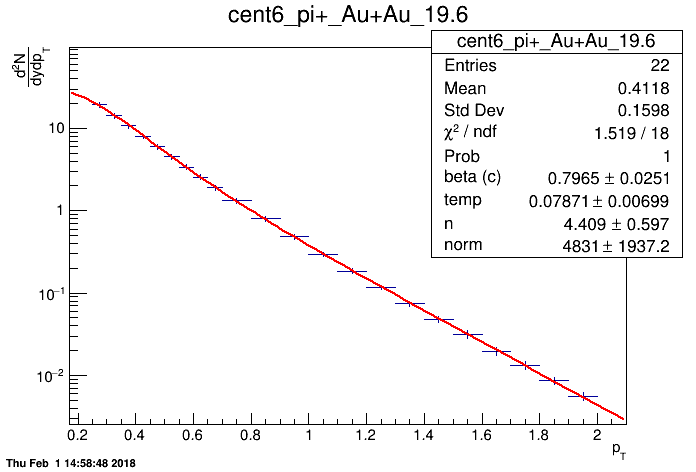 cent6_pi+_Au+Au_19.6
cent6_pi+_Au+Au_19.6
Entries 22
Mean 0.4118
Std Dev 0.1598
χ² / ndf 1.519 / 18
Prob 1
beta (c) 0.7965 ± 0.0251
temp 0.07871 ± 0.00699
n 4.409 ± 0.597
norm 4831 ± 1937.2
d²N
dydp_T
10
1
10⁻¹
10⁻²
0.2 0.4 0.6 0.8 1 1.2 1.4 1.6 1.8 2
p_T
Thu Feb 1 14:58:48 2018